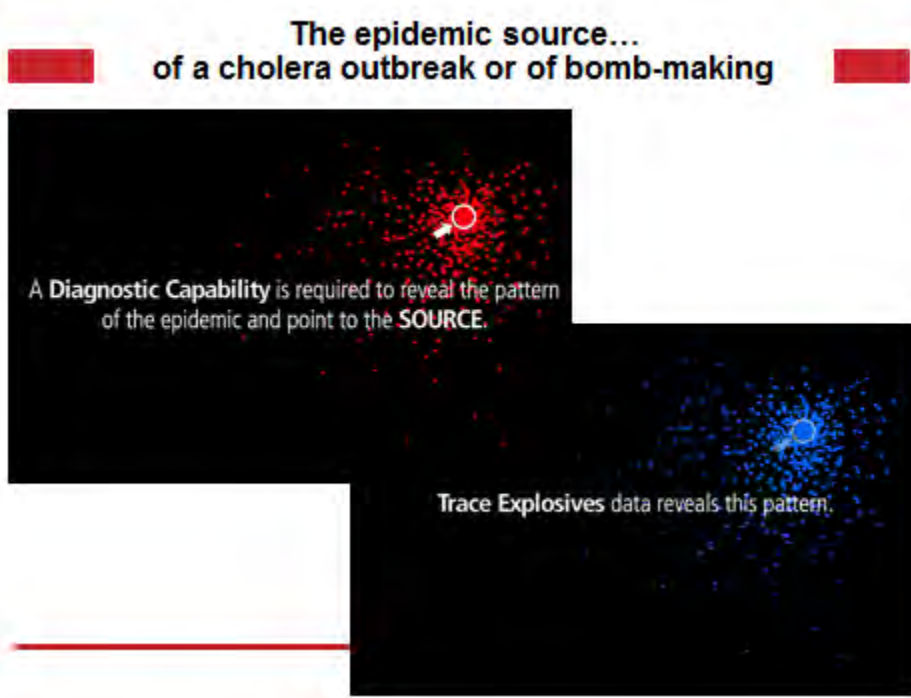 The epidemic source…
of a cholera outbreak or of bomb-making
A Diagnostic Capability is required to reveal the pattern
of the epidemic and point to the SOURCE.
Trace Explosives data reveals this pattern.